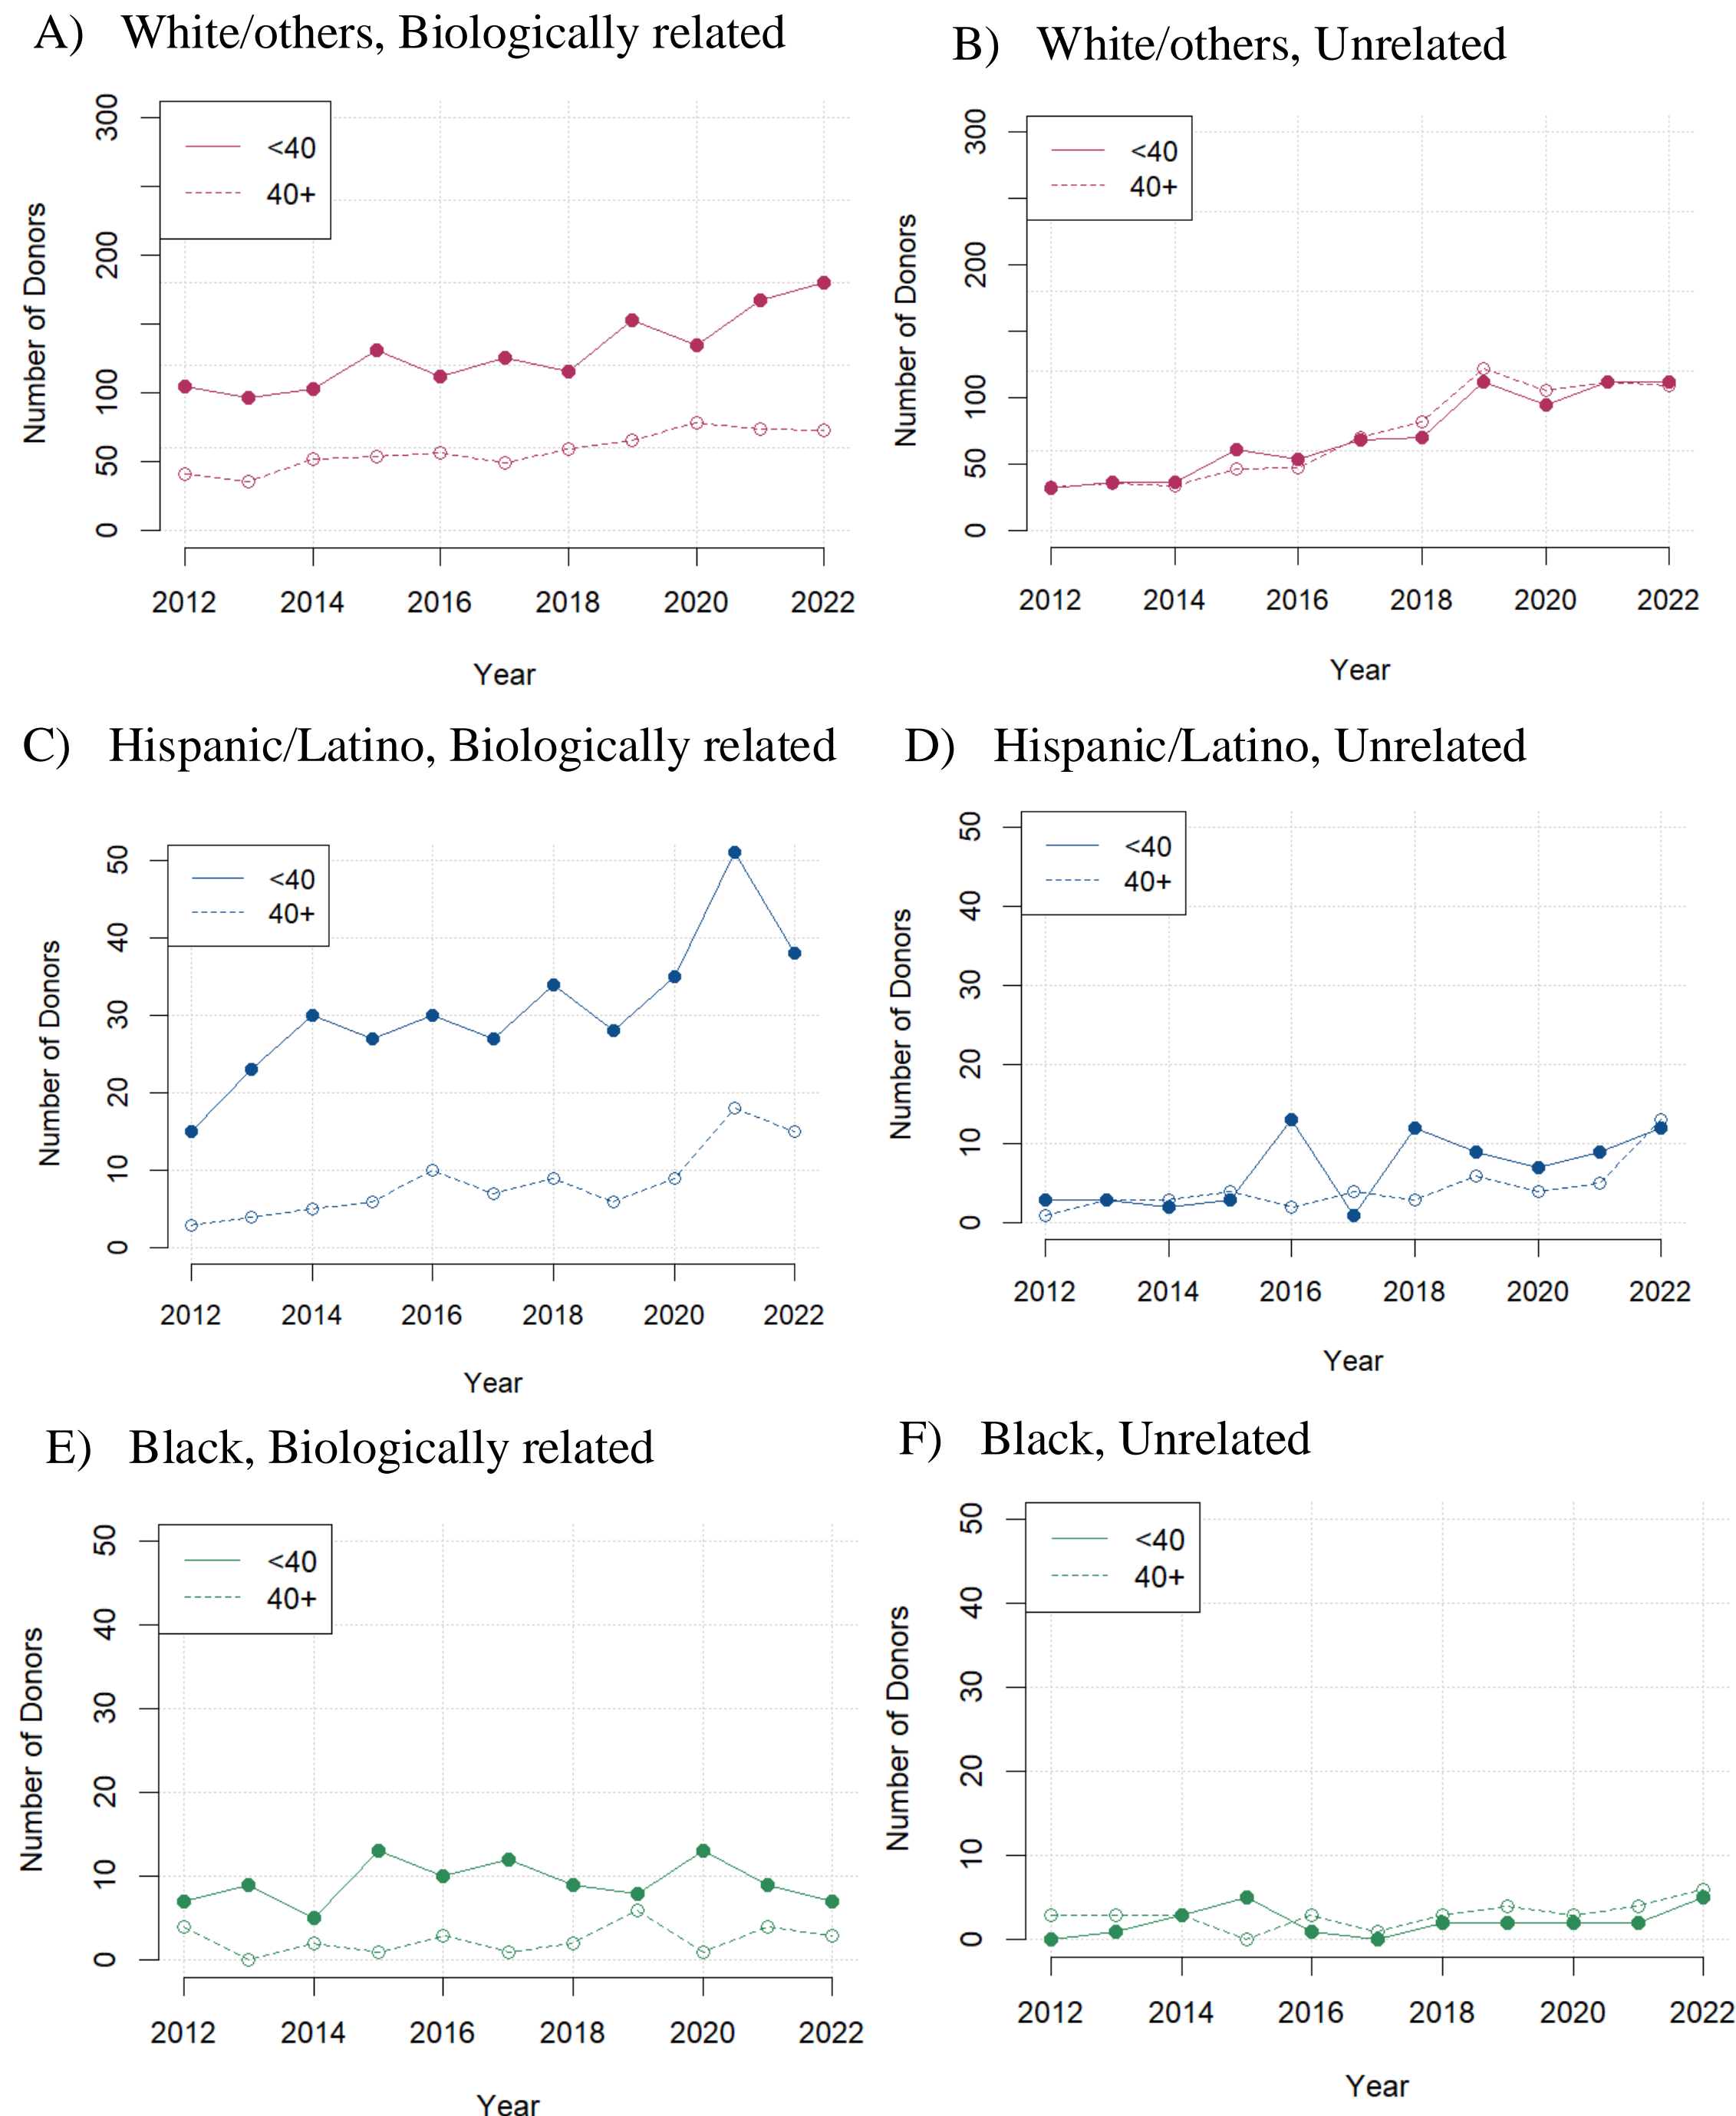 A) White/others, Biologically related
300
200
100
50
0
Number of Donors
<40
40+
2012 2014 2016 2018 2020 2022
Year
B) White/others, Unrelated
300
200
100
50
0
Number of Donors
<40
40+
2012 2014 2016 2018 2020 2022
Year
C) Hispanic/Latino, Biologically related
50
40
30
20
10
0
Number of Donors
<40
40+
2012 2014 2016 2018 2020 2022
Year
D) Hispanic/Latino, Unrelated
50
40
30
20
10
0
Number of Donors
<40
40+
2012 2014 2016 2018 2020 2022
Year
E) Black, Biologically related
50
40
30
20
10
0
Number of Donors
<40
40+
2012 2014 2016 2018 2020 2022
Year
F) Black, Unrelated
50
40
30
20
10
0
Number of Donors
<40
40+
2012 2014 2016 2018 2020 2022
Year